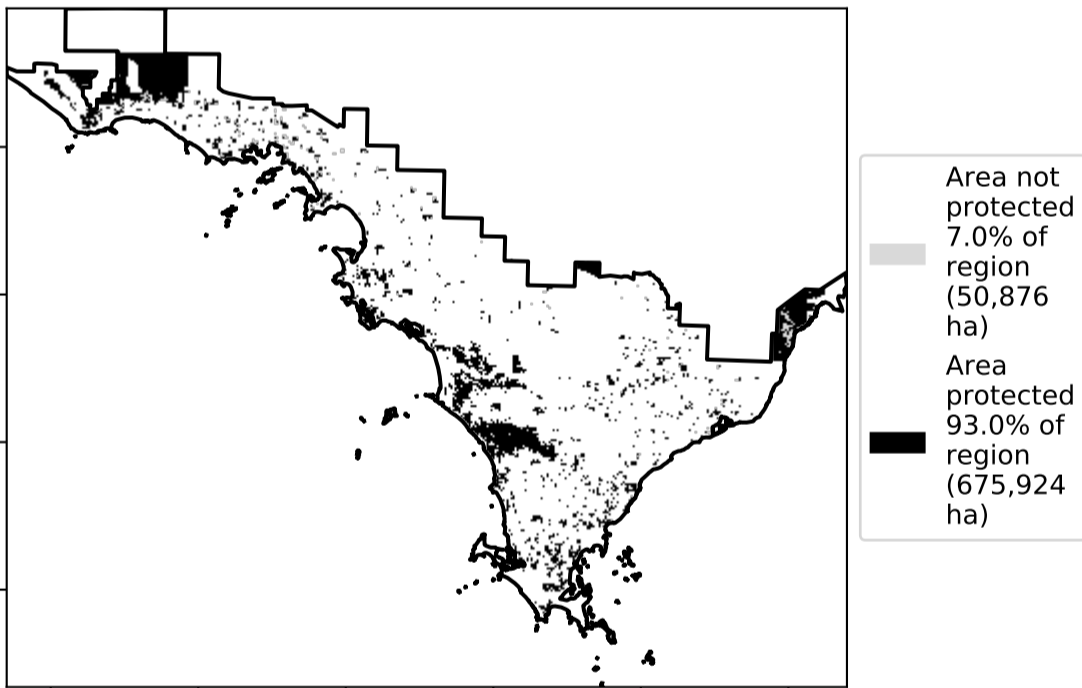 Area not
protected
7.0% of
region
(50,876
ha)
Area
protected
93.0% of
region
(675,924
ha)